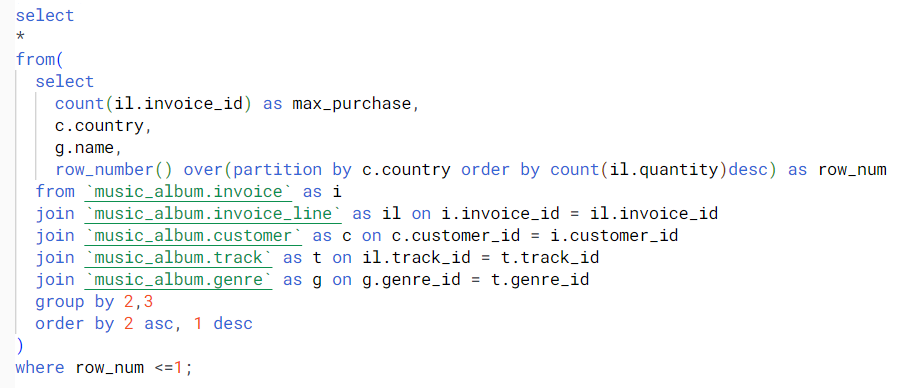 select
*
from(
select
count(il.invoice_id) as max_purchase,
c.country,
g.name,
row_number() over(partition by c.country order by count(il.quantity)desc) as row_num
from `music_album.invoice` as i
join `music_album.invoice_line` as il on i.invoice_id = il.invoice_id
join `music_album.customer` as c on c.customer_id = i.customer_id
join `music_album.track` as t on il.track_id = t.track_id
join `music_album.genre` as g on g.genre_id = t.genre_id
group by 2,3
order by 2 asc, 1 desc
)
where row_num <=1;